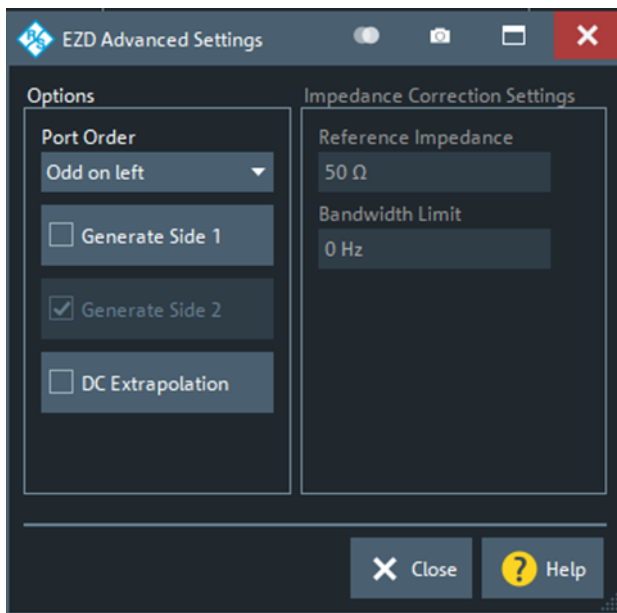 R&S EZD Advanced Settings
Options
Port Order
Odd on left
Generate Side 1
Generate Side 2
DC Extrapolation
Impedance Correction Settings
Reference Impedance
50 Ω
Bandwidth Limit
0 Hz
Close
? Help